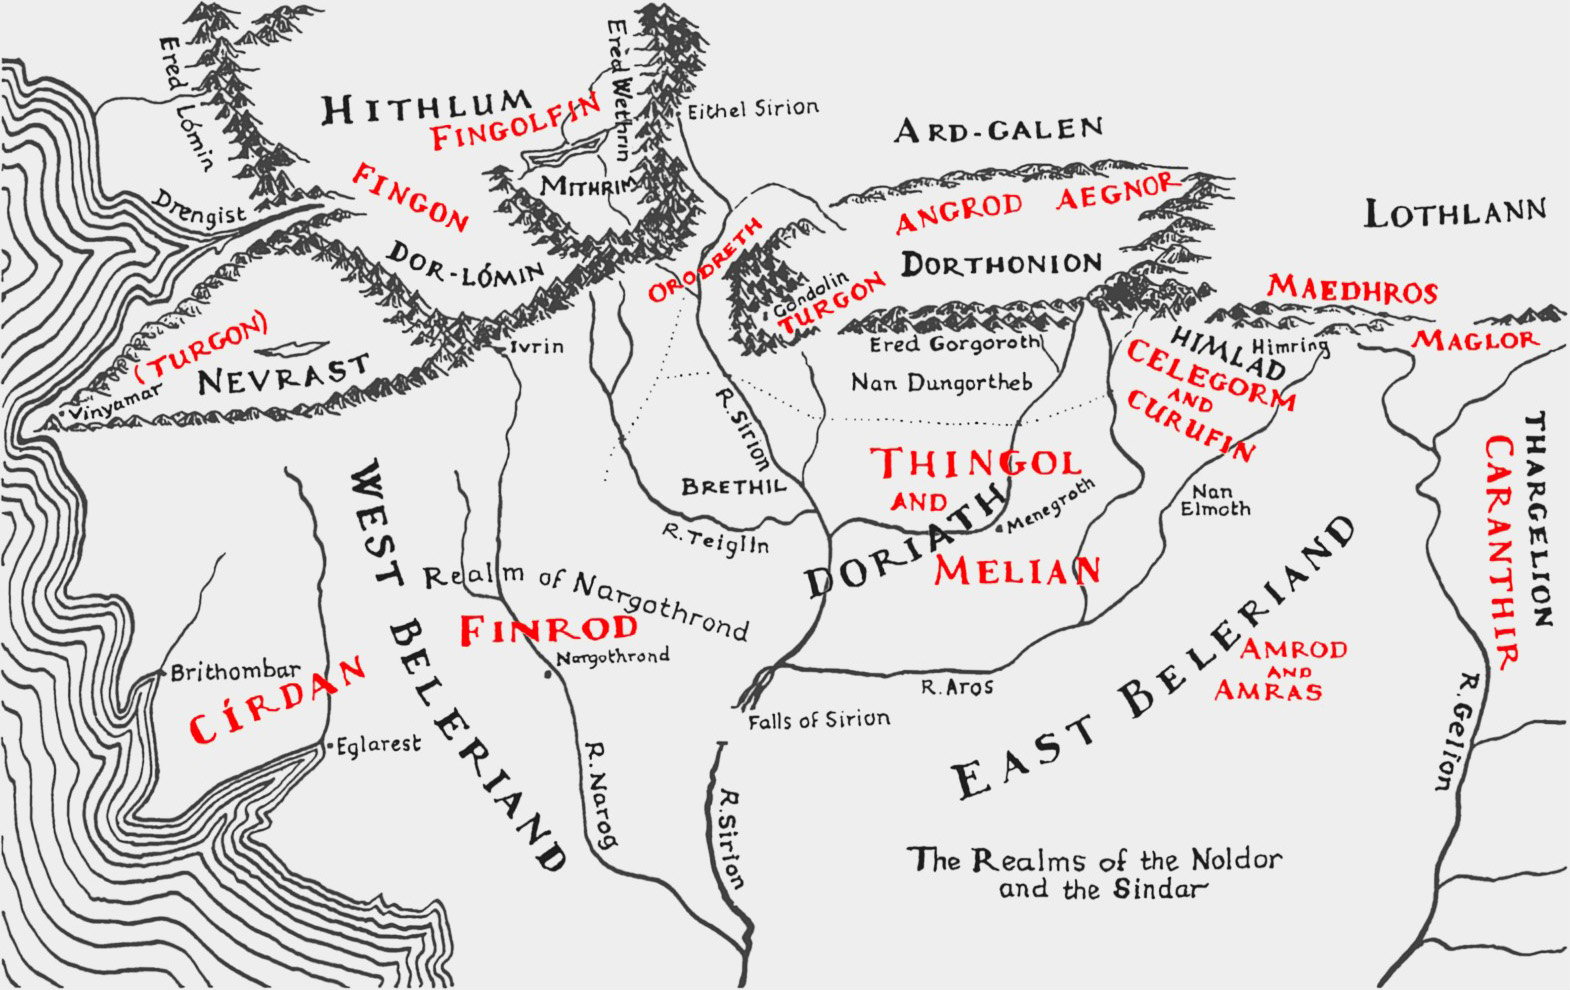 Ered Lómin
HITHLUM
FINGOLFIN
Ered Wethrin
Eithel Sirion
ARD-GALEN
FINGON
MITHRIM
Drengist
ANGROD AEGNOR
LOTHLANN
DOR-LÓMIN
ORODRETH
DORTHONION
Gondolin
TURGON
MAEDHROS
(TURGON)
NEVRAST
Vinyamar
Ivrin
Ered Gorgoroth
Nan Dungortheb
HIMLAD
Himring
MAGLOR
CELEGORM
AND
CURUFIN
R. Sirion
THARGELION
CARANTHIR
WEST BELERIAND
BRETHIL
THINGOL
AND
MELIAN
DORIATH
Menegroth
Nan
Elmoth
R. Teiglin
Realm of Nargothrond
FINROD
Nargothrond
EAST BELERIAND
AMROD
AND
AMRAS
Brithombar
CÍRDAN
Eglarest
R. Aros
Falls of Sirion
R. Gelion
R. Narog
R. Sirion
The Realms of the Noldor
and the Sindar